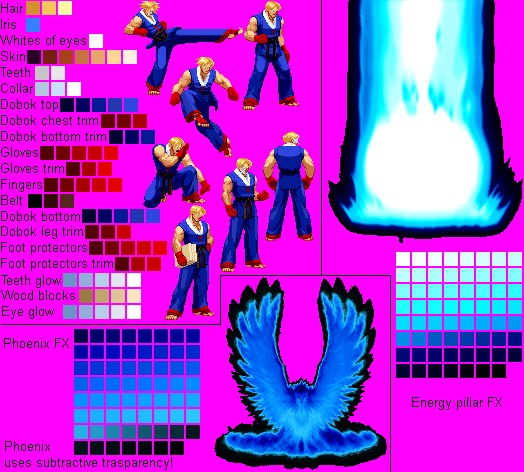 Hair
Iris
Whites of eyes
Skin
Teeth
Collar
Dobok top
Dobok chest trim
Dobok bottom trim
Gloves
Gloves trim
Fingers
Belt
Dobok bottom
Dobok leg trim
Foot protectors
Foot protectors trim
Teeth glow
Wood blocks
Eye glow
Phoenix FX
Phoenix
uses subtractive trasparency!
Energy pillar FX